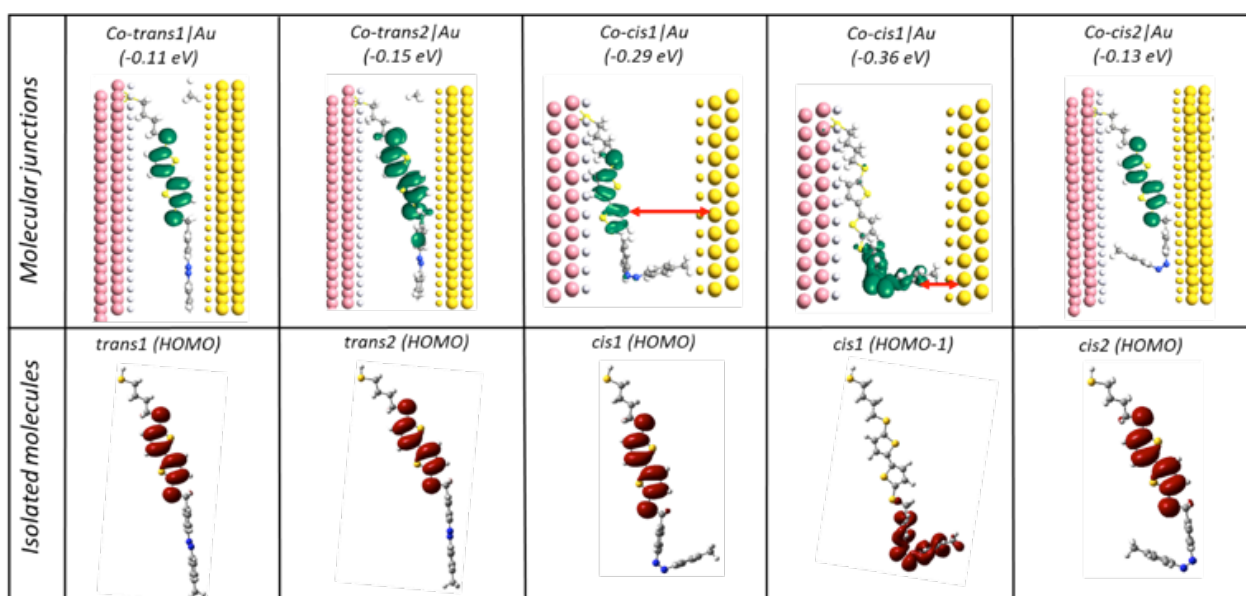 Molecular junctions
Co-trans1|Au
(-0.11 eV)
Co-trans2|Au
(-0.15 eV)
Co-cis1|Au
(-0.29 eV)
Co-cis1|Au
(-0.36 eV)
Co-cis2|Au
(-0.13 eV)
Isolated molecules
trans1 (HOMO)
trans2 (HOMO)
cis1 (HOMO)
cis1 (HOMO-1)
cis2 (HOMO)